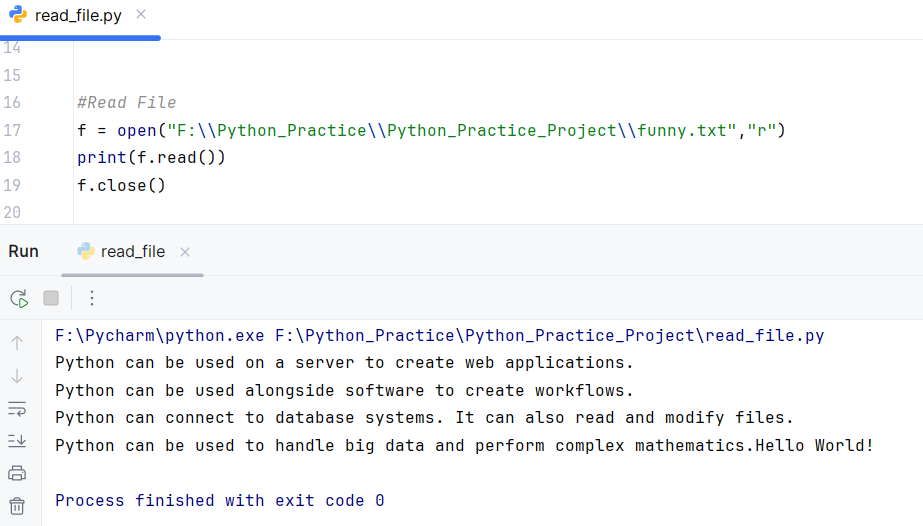 read_file.py ×
14
15
16 #Read File
17 f = open("F:\\Python_Practice\\Python_Practice_Project\\funny.txt","r")
18 print(f.read())
19 f.close()
20
Run read_file ×
F:\Pycharm\python.exe F:\Python_Practice\Python_Practice_Project\read_file.py
Python can be used on a server to create web applications.
Python can be used alongside software to create workflows.
Python can connect to database systems. It can also read and modify files.
Python can be used to handle big data and perform complex mathematics.Hello World!
Process finished with exit code 0